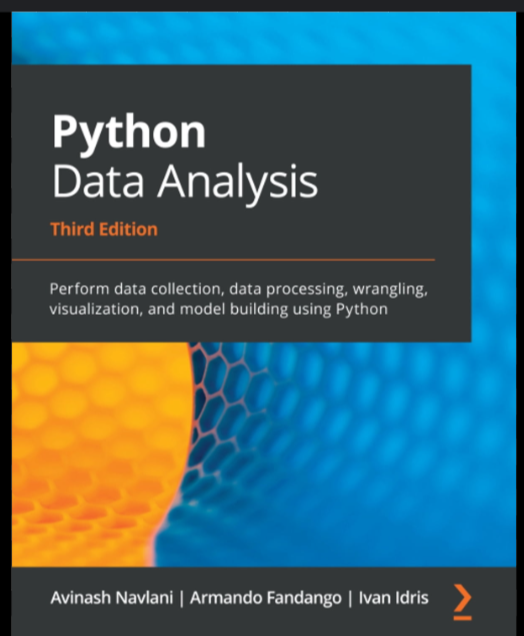 Python
Data Analysis
Third Edition
Perform data collection, data processing, wrangling,
visualization, and model building using Python
Avinash Navlani | Armando Fandango | Ivan Idris